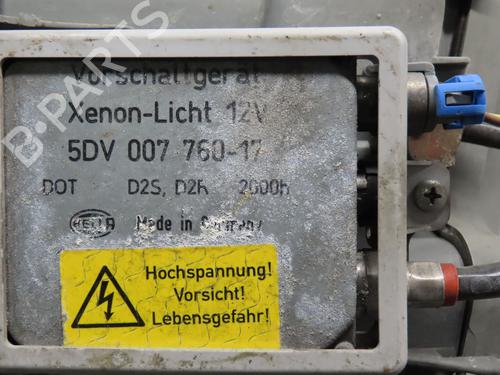 B-PARTS
Vorschaltgerät
Xenon-Licht 12V
5DV 007 760-17
DOT D2S, D2R 2000h
HELLA Made in Germany
Hochspannung!
Vorsicht!
Lebensgefahr!